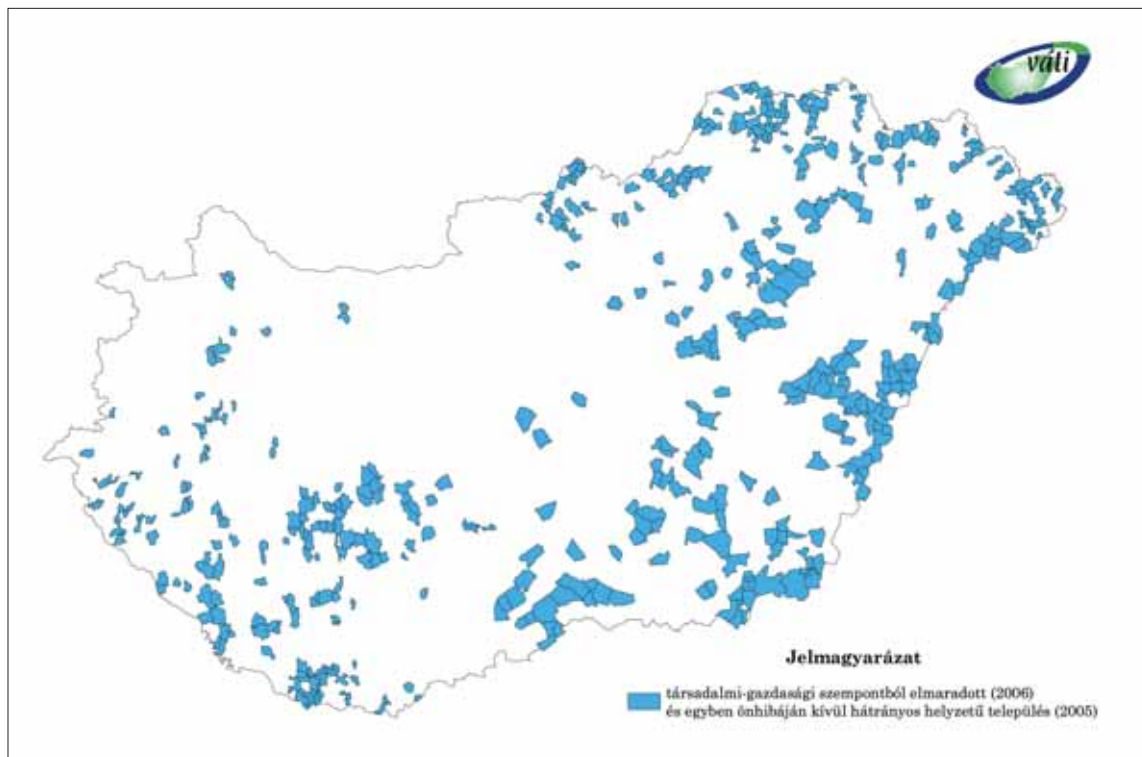 váti
Jelmagyarázat
társadalmi-gazdasági szempontból elmaradott (2006)
és egyben önhibáján kívül hátrányos helyzetű település (2005)